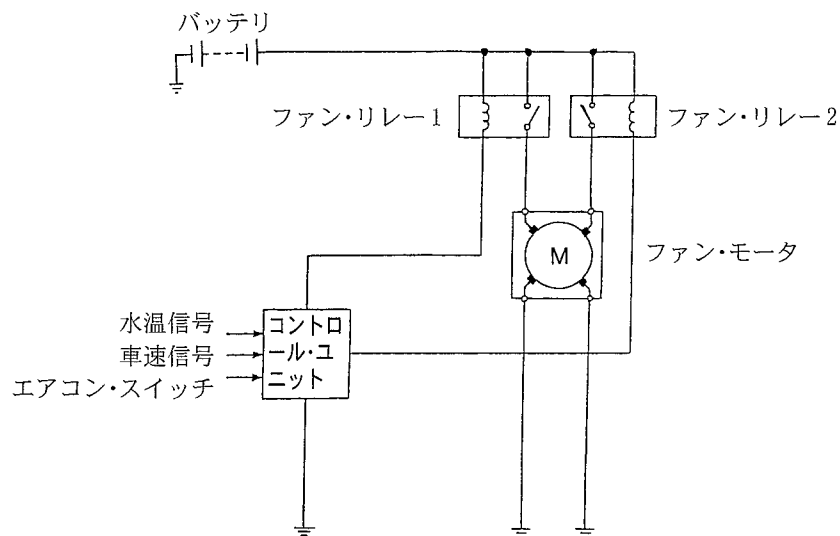 バッテリ
ファン・リレー1
ファン・リレー2
M
ファン・モータ
水温信号
車速信号
エアコン・スイッチ
コントロ
ール・ユ
ニット